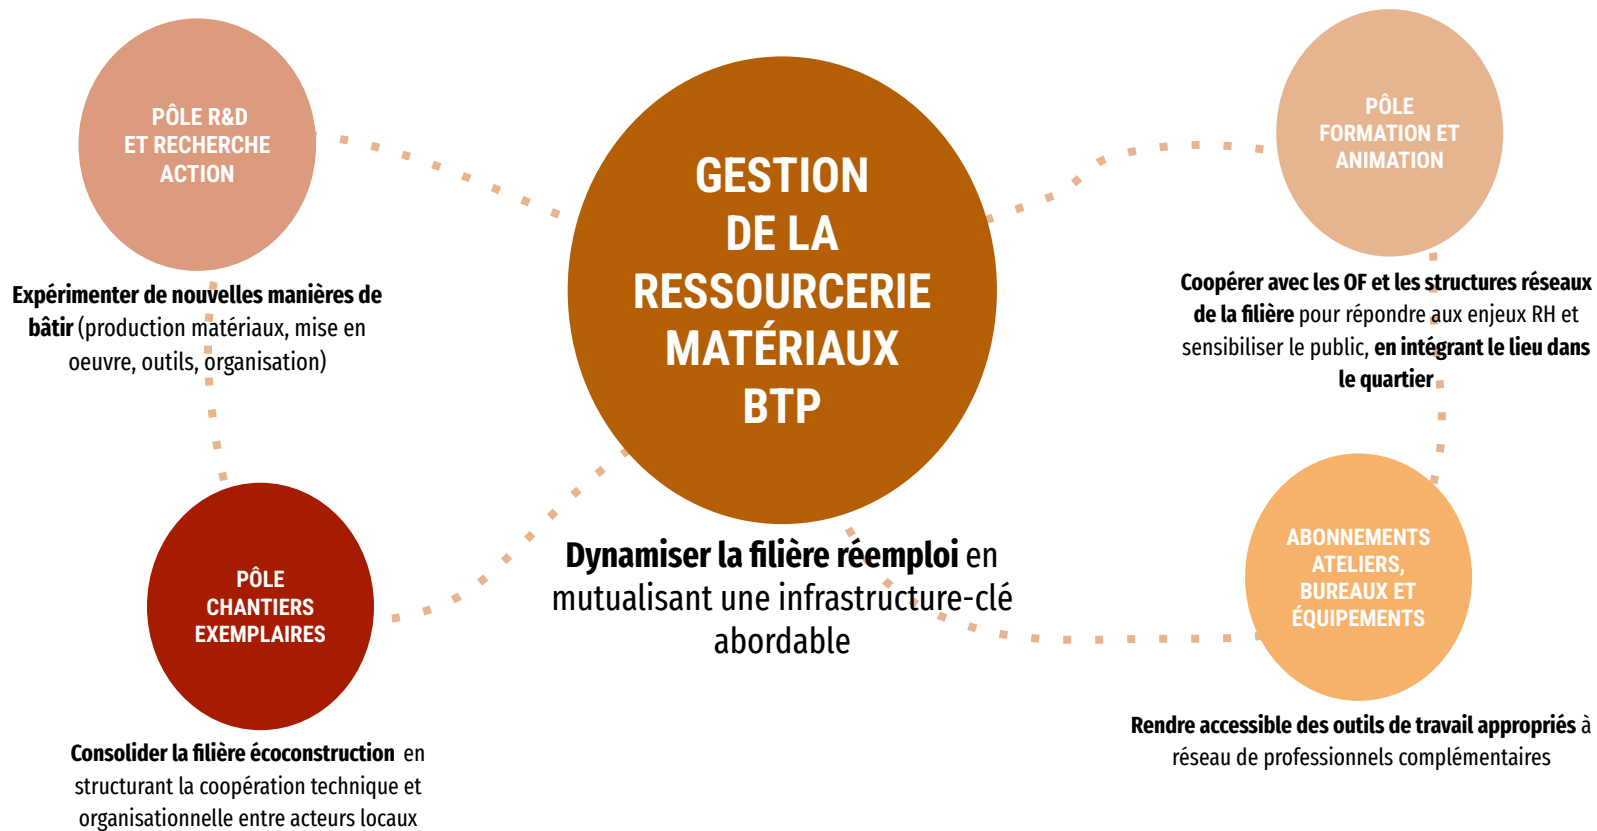 PÔLE R&D
ET RECHERCHE
ACTION
Expérimenter de nouvelles manières de
bâtir (production matériaux, mise en
oeuvre, outils, organisation)
PÔLE
CHANTIERS
EXEMPLAIRES
Consolider la filière écoconstruction en
structurant la coopération technique et
organisationnelle entre acteurs locaux
GESTION
DE LA
RESSOURCERIE
MATÉRIAUX
BTP
Dynamiser la filière réemploi en
mutualisant une infrastructure-clé
abordable
PÔLE
FORMATION ET
ANIMATION
Coopérer avec les OF et les structures réseaux
de la filière pour répondre aux enjeux RH et
sensibiliser le public, en intégrant le lieu dans
le quartier
ABONNEMENTS
ATELIERS,
BUREAUX ET
ÉQUIPEMENTS
Rendre accessible des outils de travail appropriés à
réseau de professionnels complémentaires